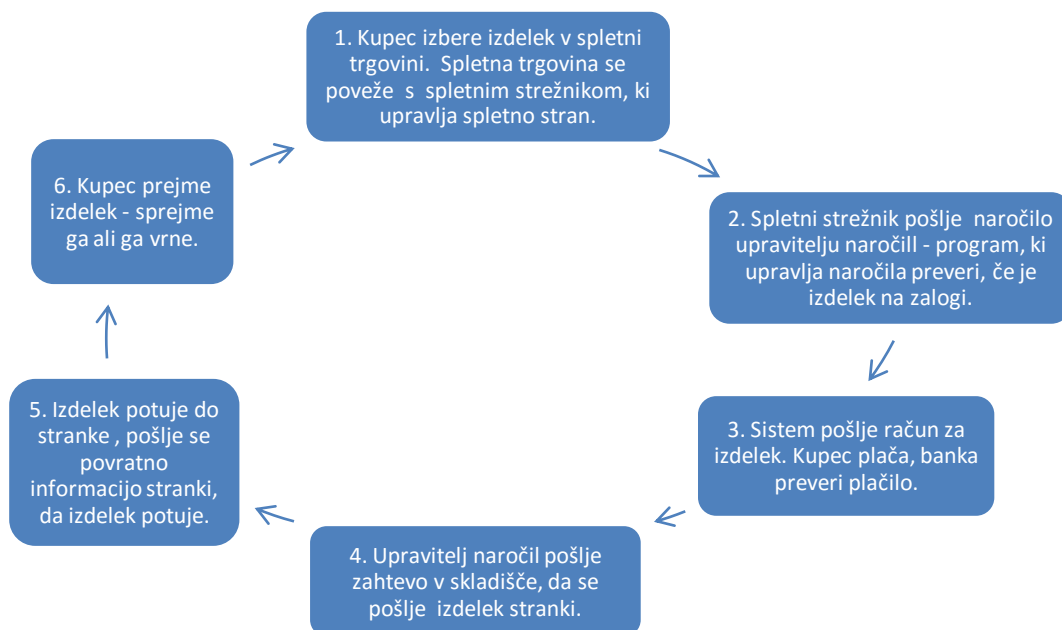 1. Kupec izbere izdelek v spletni
trgovini. Spletna trgovina se
poveže s spletnim strežnikom, ki
upravlja spletno stran.
2. Spletni strežnik pošlje naročilo
upravitelju naročill - program, ki
upravlja naročila preveri, če je
izdelek na zalogi.
3. Sistem pošlje račun za
izdelek. Kupec plača, banka
preveri plačilo.
4. Upravitelj naročil pošlje
zahtevo v skladišče, da se
pošlje izdelek stranki.
5. Izdelek potuje do
stranke , pošlje se
povratno
informacijo stranki,
da izdelek potuje.
6. Kupec prejme
izdelek - sprejme
ga ali ga vrne.